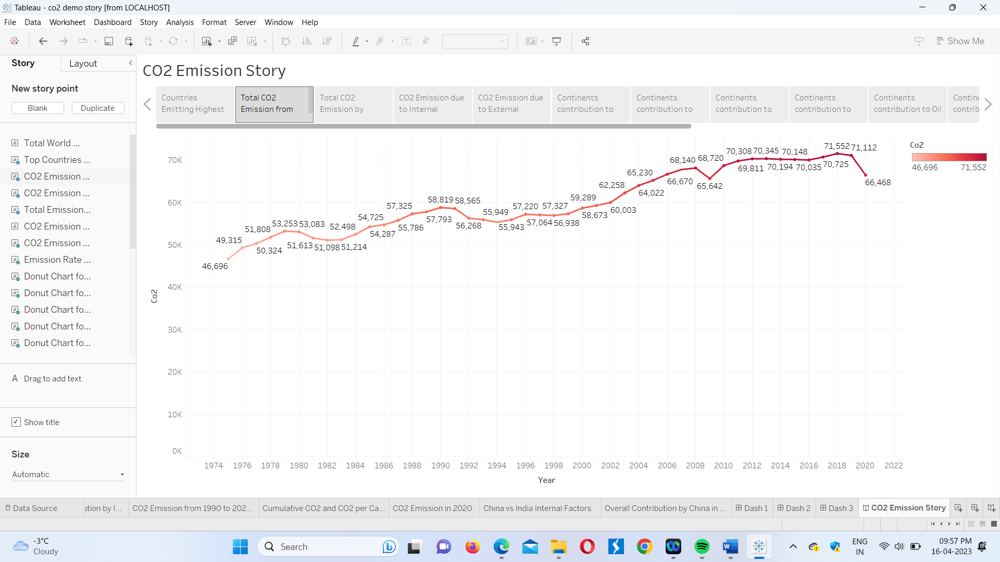 Tableau - co2 demo story [from LOCALHOST]
File Data Worksheet Dashboard Story Analysis Format Server Window Help
Show Me
Story
Layout
New story point
Blank
Duplicate
Total World ...
Top Countries ...
CO2 Emission ...
CO2 Emission ...
Total Emission...
CO2 Emission ...
CO2 Emission ...
Emission Rate ...
Donut Chart fo...
Donut Chart fo...
Donut Chart fo...
Donut Chart fo...
Donut Chart fo...
A Drag to add text
Show title
Size
Automatic
CO2 Emission Story
Countries
Emitting Highest
Total CO2
Emission from
Total CO2
Emission by
CO2 Emission due
to Internal
CO2 Emission due
to External
Continents
contribution to
Continents
contribution to
Continents
contribution to
Continents
contribution to
Continents
contribution to Oil
Contine
contrib
Co2
46,696 71,552
70K
60K
50K
40K
30K
20K
10K
0K
Co2
46,696
49,315
50,324
51,808
53,253
53,083
51,613
51,098
51,214
52,498
54,287
54,725
55,786
57,325
57,793
58,819
58,565
56,268
55,949
55,943
57,220
57,064
56,938
57,327
58,673
59,289
60,003
62,258
64,022
65,230
66,670
68,140
65,642
68,720
69,811
70,308
70,345
70,194
70,148
70,035
70,725
71,552
71,112
66,468
1974 1976 1978 1980 1982 1984 1986 1988 1990 1992 1994 1996 1998 2000 2002 2004 2006 2008 2010 2012 2014 2016 2018 2020 2022
Year
Data Source
ution by I...
CO2 Emission from 1990 to 202...
Cumulative CO2 and CO2 per Ca...
CO2 Emission in 2020
China vs India Internal Factors
Overall Contribution by China in ...
Dash 1
Dash 2
Dash 3
CO2 Emission Story
-3°C
Cloudy
Search
ENG
IN
09:57 PM
16-04-2023